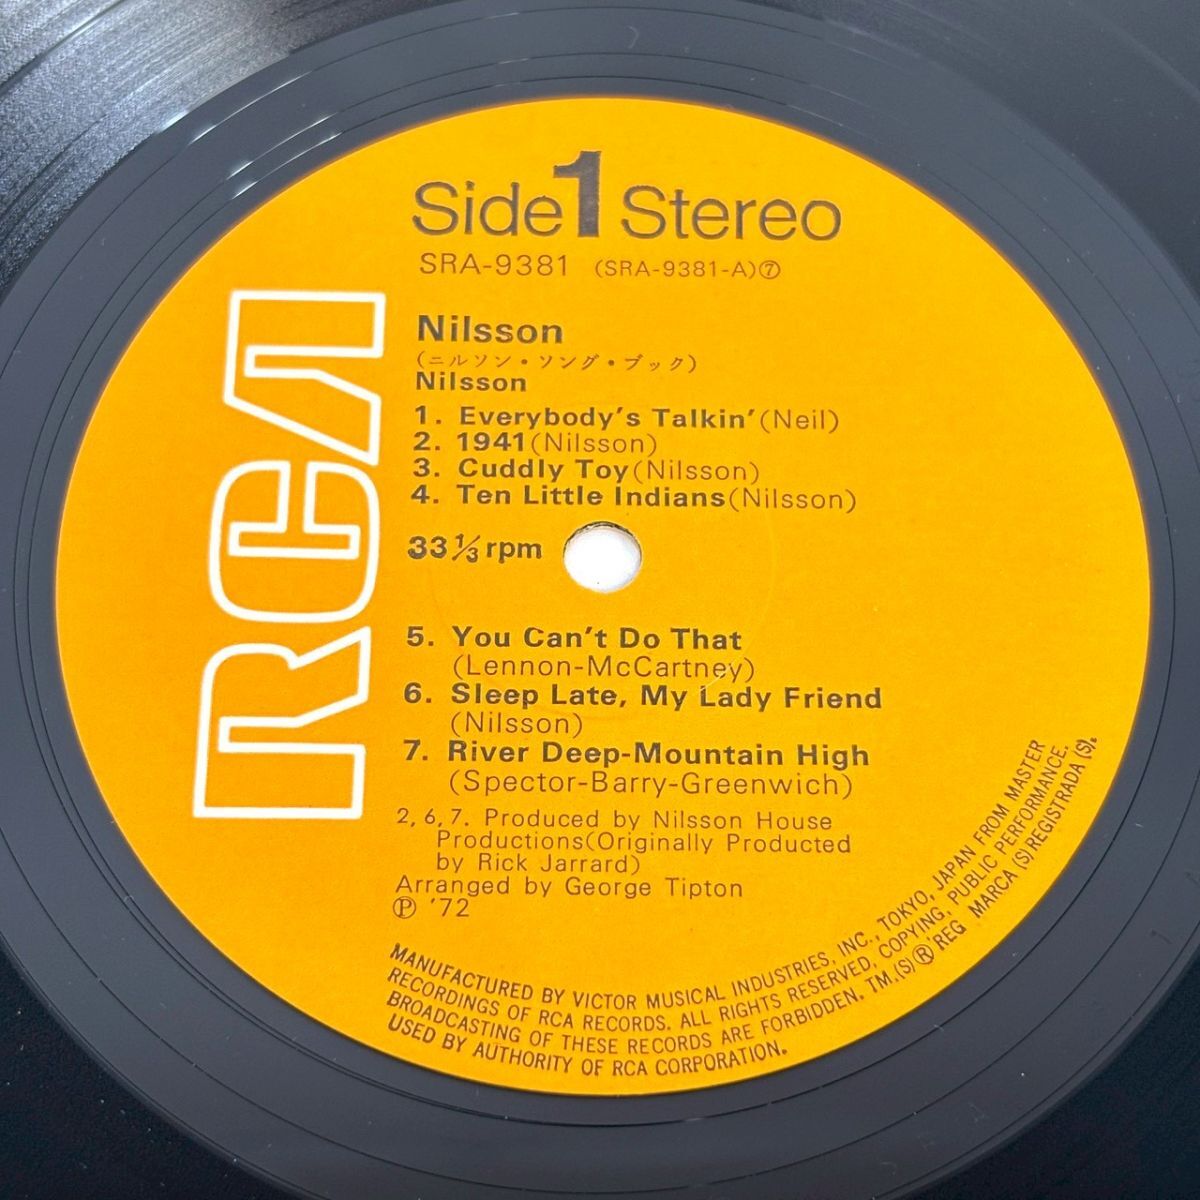 Side 1 Stereo
SRA-9381 (SRA-9381-A)⑦
RCA
Nilsson
(ニルソン・ソング・ブック)
Nilsson
1. Everybody's Talkin' (Neil)
2. 1941 (Nilsson)
3. Cuddly Toy (Nilsson)
4. Ten Little Indians (Nilsson)
33 1/3 rpm
5. You Can't Do That
(Lennon-McCartney)
6. Sleep Late, My Lady Friend
(Nilsson)
7. River Deep-Mountain High
(Spector-Barry-Greenwich)
2, 6, 7. Produced by Nilsson House
Productions (Originally Produced
by Rick Jarrard)
Arranged by George Tipton
Ⓟ '72
MANUFACTURED BY VICTOR MUSICAL INDUSTRIES, INC., TOKYO, JAPAN FROM MASTER
RECORDINGS OF RCA RECORDS. ALL RIGHTS RESERVED, COPYING, PUBLIC PERFORMANCE,
BROADCASTING OF THESE RECORDS ARE FORBIDDEN. TM.(S)®'REG MARCA (S) REGISTRADA (S).
USED BY AUTHORITY OF RCA CORPORATION.